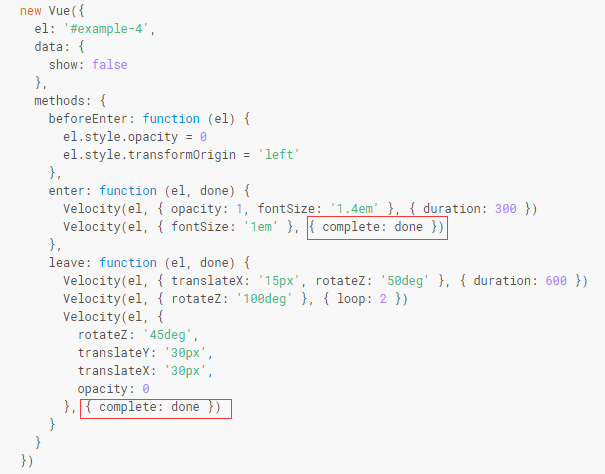 new Vue({
  el: '#example-4',
  data: {
    show: false
  },
  methods: {
    beforeEnter: function (el) {
      el.style.opacity = 0
      el.style.transformOrigin = 'left'
    },
    enter: function (el, done) {
      Velocity(el, { opacity: 1, fontSize: '1.4em' }, { duration: 300 })
      Velocity(el, { fontSize: '1em' }, { complete: done })
    },
    leave: function (el, done) {
      Velocity(el, { translateX: '15px', rotateZ: '50deg' }, { duration: 600 })
      Velocity(el, { rotateZ: '100deg' }, { loop: 2 })
      Velocity(el, {
        rotateZ: '45deg',
        translateY: '30px',
        translateX: '30px',
        opacity: 0
      }, { complete: done })
    }
  }
})